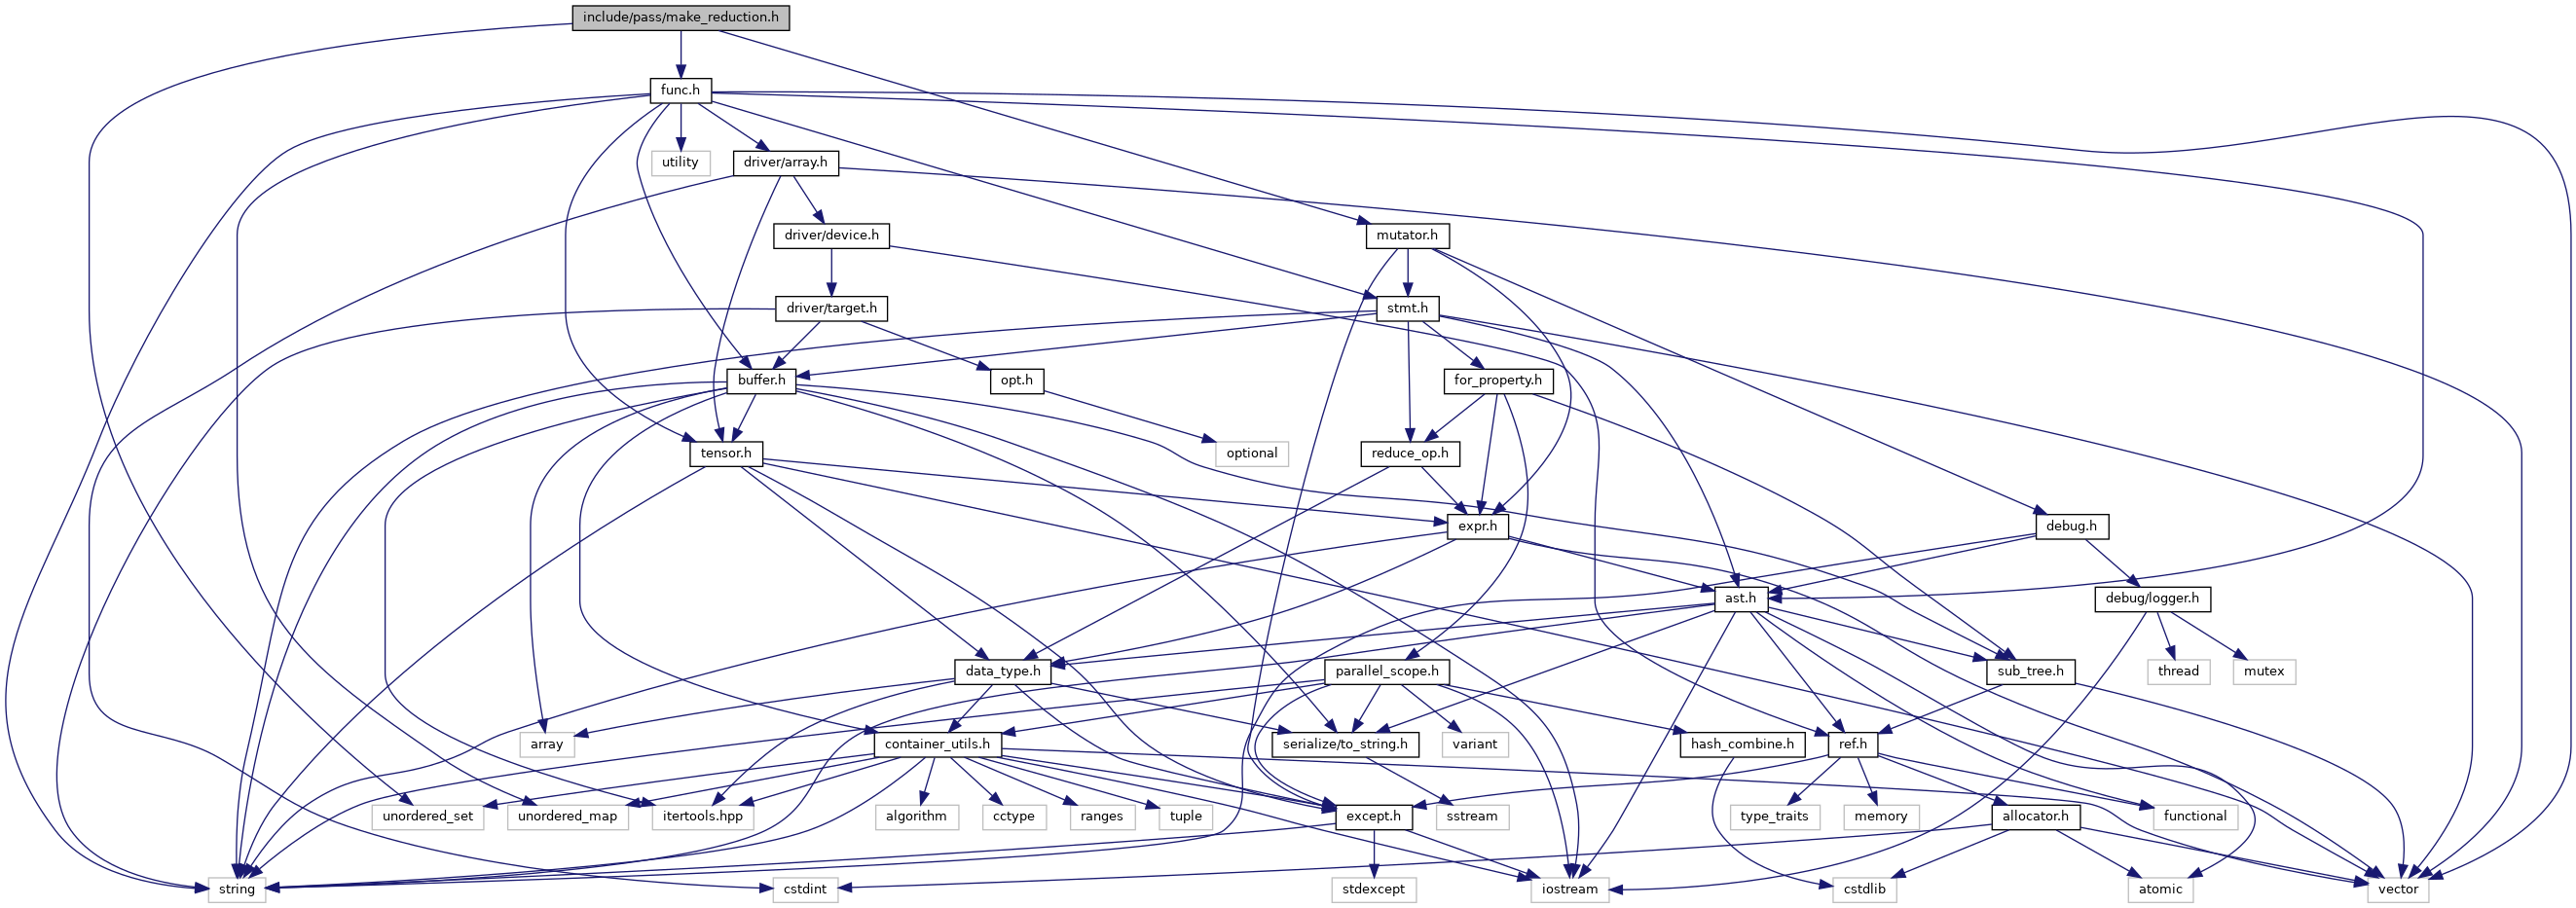 include/pass/make_reduction.h
func.h
utility
driver/array.h
driver/device.h
mutator.h
driver/target.h
stmt.h
buffer.h
opt.h
for_property.h
tensor.h
optional
reduce_op.h
expr.h
debug.h
ast.h
debug/logger.h
data_type.h
parallel_scope.h
sub_tree.h
thread
mutex
array
container_utils.h
serialize/to_string.h
variant
hash_combine.h
ref.h
unordered_set
unordered_map
itertools.hpp
algorithm
cctype
ranges
tuple
except.h
sstream
type_traits
memory
allocator.h
functional
string
cstdint
stdexcept
iostream
cstdlib
atomic
vector